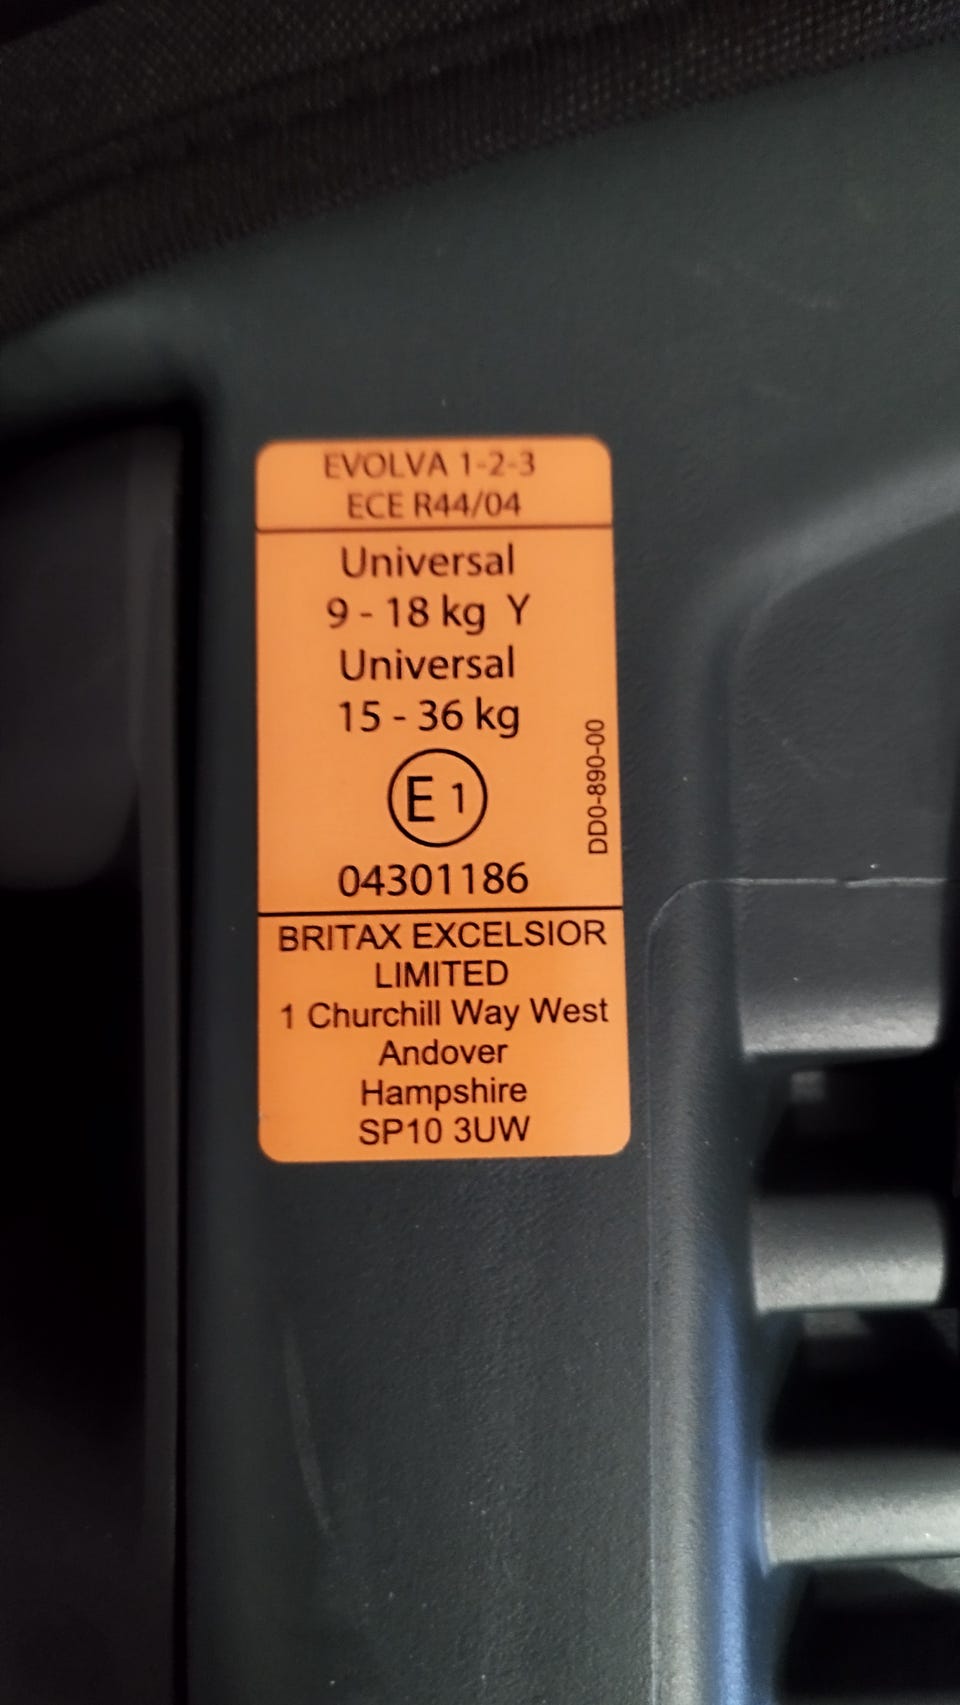 EVOLVA 1-2-3
ECE R44/04
Universal
9 - 18 kg Y
Universal
15 - 36 kg
E 1
04301186
DD0-890-00
BRITAX EXCELSIOR
LIMITED
1 Churchill Way West
Andover
Hampshire
SP10 3UW